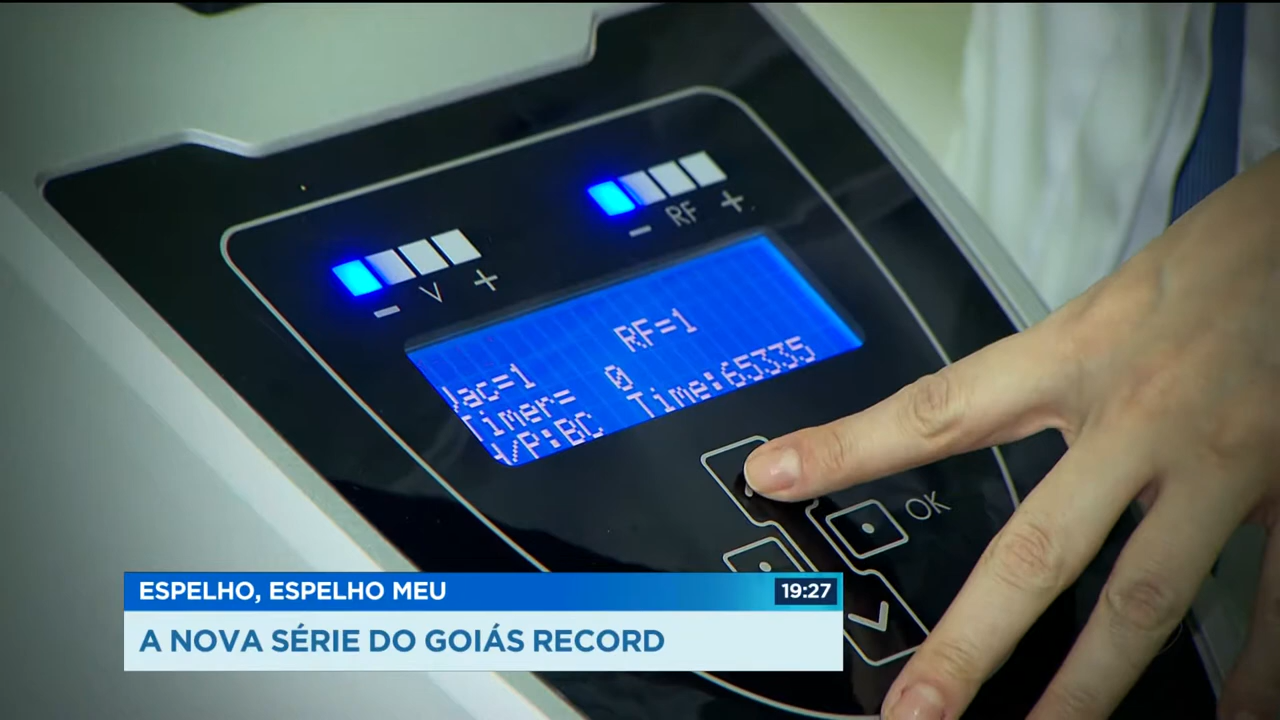 - RF +
- V +
RF=1
Vac=1
Timer= 0
VP:BC Time:65335
OK
ESPELHO, ESPELHO MEU 19:27
A NOVA SÉRIE DO GOIÁS RECORD